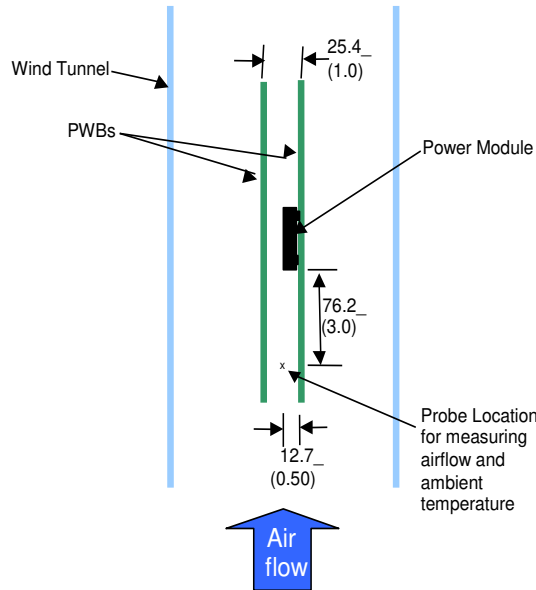 25.4_
(1.0)
Wind Tunnel
PWBs
Power Module
76.2_
(3.0)
x
Probe Location
for measuring
airflow and
ambient
temperature
12.7_
(0.50)
Air
flow